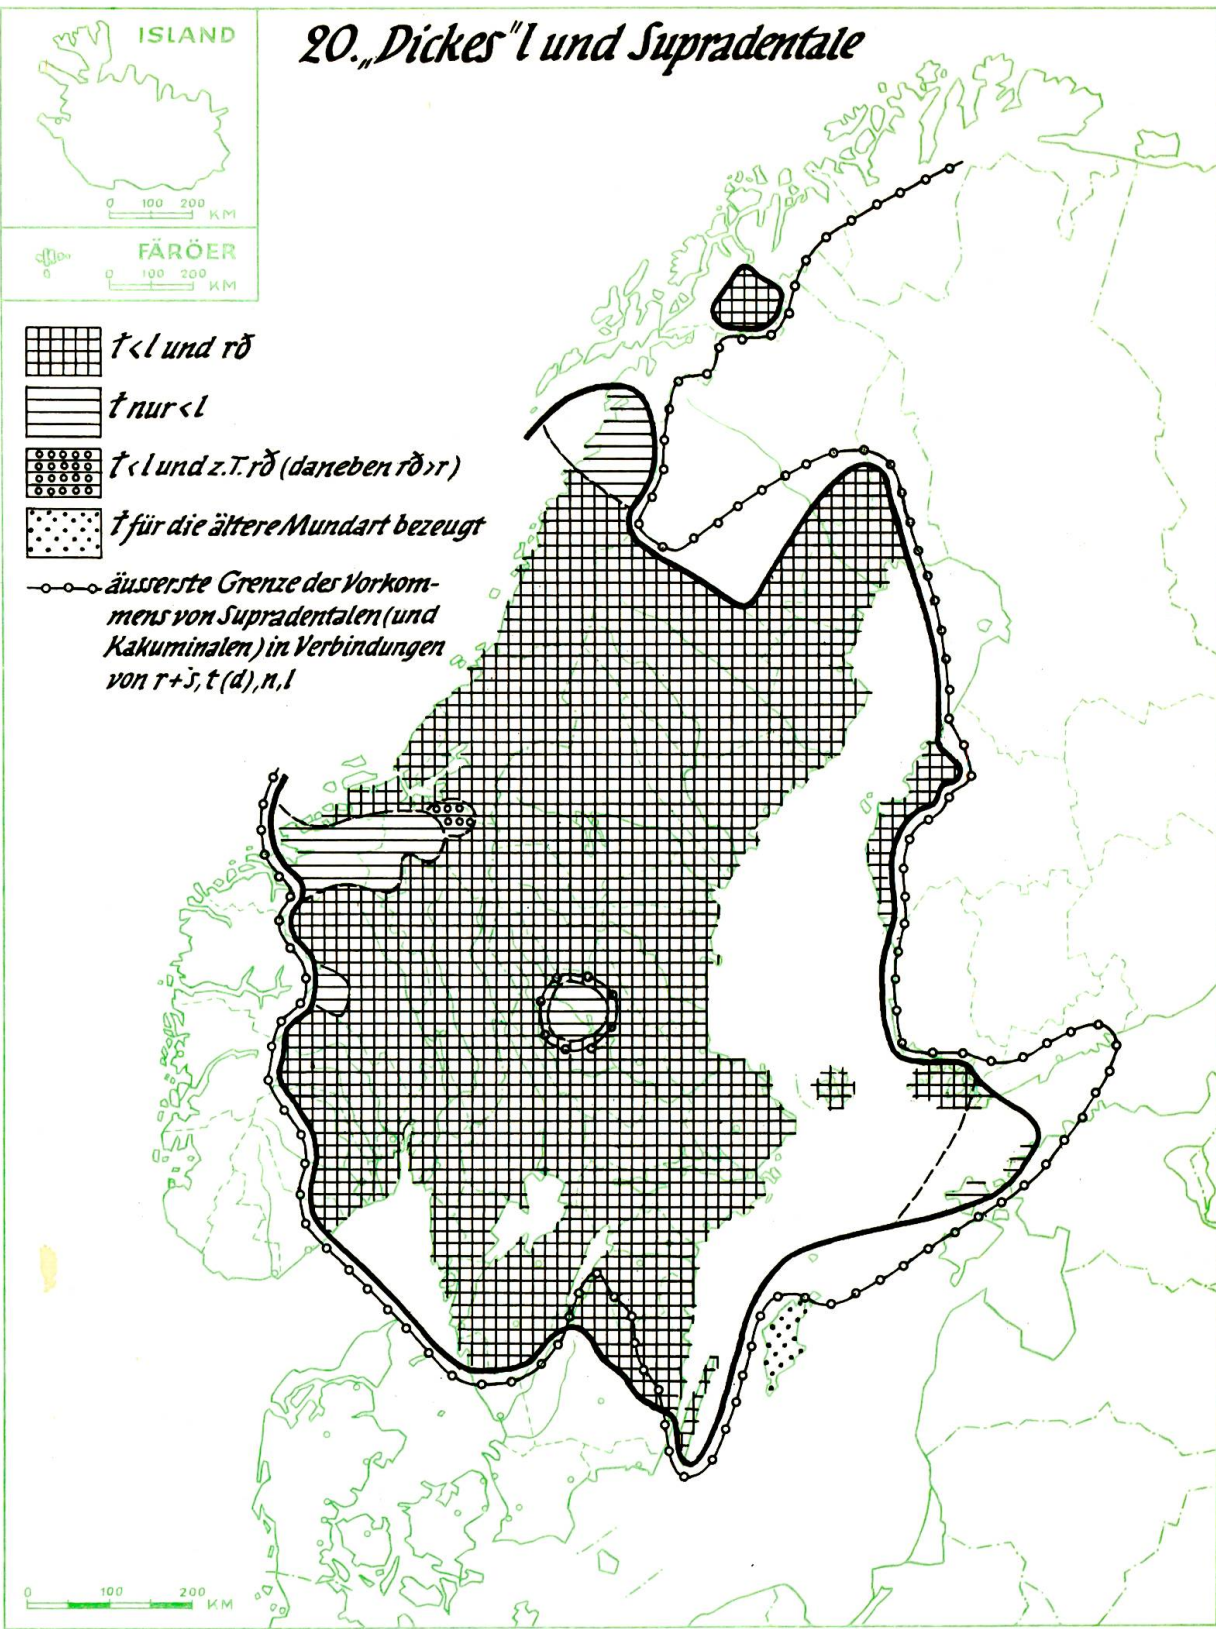 20. „Dickes" l und Supradentale
ISLAND
0 100 200
KM
FÄRÖER
0 100 200
KM
ł < l und rð
ł nur < l
ł < l und z.T. rð (daneben rð > r)
ł für die ältere Mundart bezeugt
äusserste Grenze des Vorkom-
mens von Supradentalen (und
Kakuminalen) in Verbindungen
von r + s, t (d), n, l
0 100 200
KM